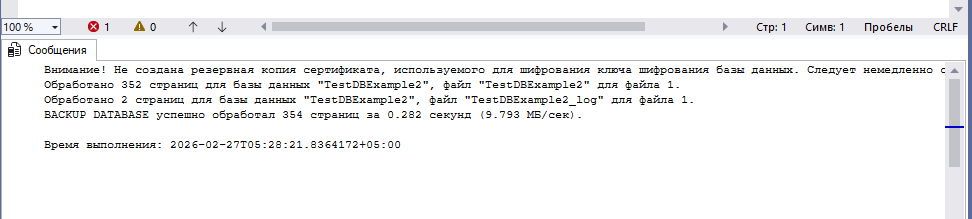 100 % 1 0 Стр: 1 Симв: 1 Пробелы CRLF
Сообщения
Внимание! Не создана резервная копия сертификата, используемого для шифрования ключа шифрования базы данных. Следует немедленно с
Обработано 352 страниц для базы данных "TestDBExample2", файл "TestDBExample2" для файла 1.
Обработано 2 страниц для базы данных "TestDBExample2", файл "TestDBExample2_log" для файла 1.
BACKUP DATABASE успешно обработал 354 страниц за 0.282 секунд (9.793 МБ/сек).
Время выполнения: 2026-02-27T05:28:21.8364172+05:00